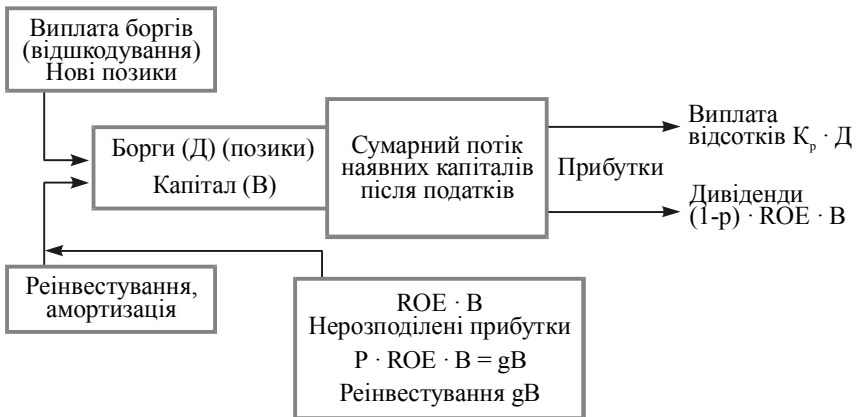 Виплата боргів
(відшкодування)
Нові позики
Борги (Д) (позики)
Капітал (В)
Сумарний потік
наявних капіталів
після податків
Прибутки
Виплата
відсотків Kр · Д
Дивіденди
(1-р) · ROE · B
Реінвестування,
амортизація
ROE · B
Нерозподілені прибутки
P · ROE · B = gB
Реінвестування gB